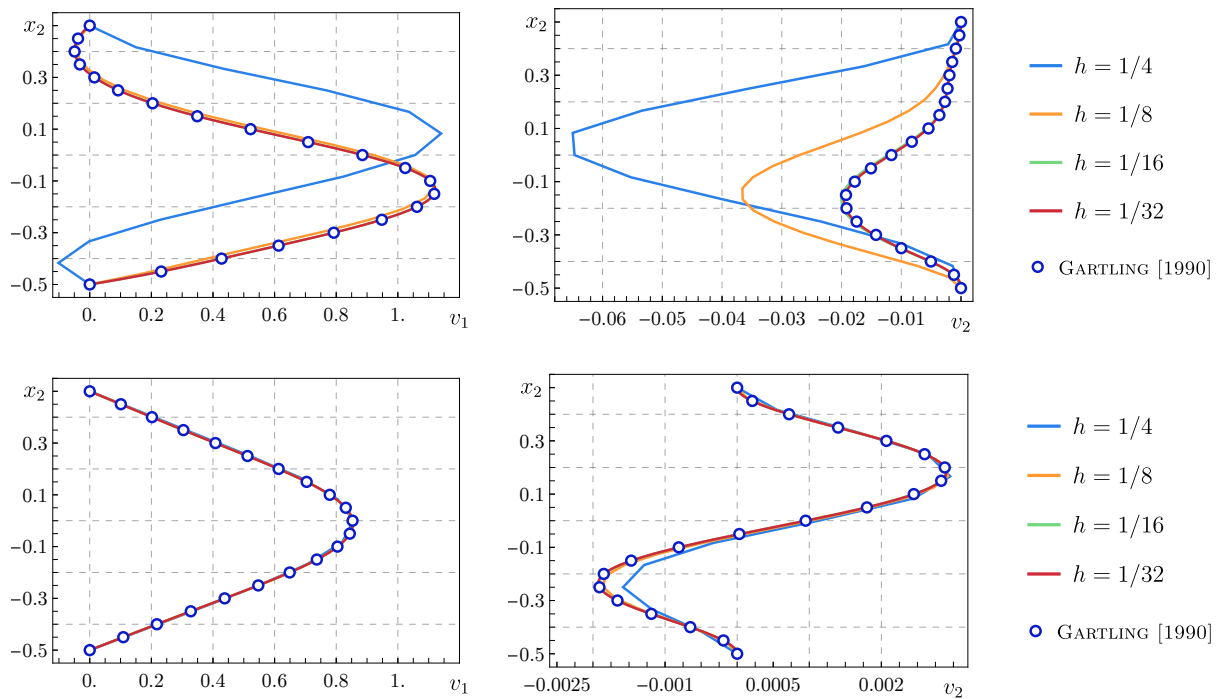 x₂
0.3
0.1
−0.1
−0.3
−0.5
0. 0.2 0.4 0.6 0.8 1. v₁
x₂
0.3
0.1
−0.1
−0.3
−0.5
−0.06 −0.05 −0.04 −0.03 −0.02 −0.01 v₂
h = 1/4
h = 1/8
h = 1/16
h = 1/32
GARTLING [1990]
x₂
0.3
0.1
−0.1
−0.3
−0.5
0. 0.2 0.4 0.6 0.8 1. v₁
x₂
0.3
0.1
−0.1
−0.3
−0.5
−0.0025 −0.001 0.0005 0.002 v₂
h = 1/4
h = 1/8
h = 1/16
h = 1/32
GARTLING [1990]